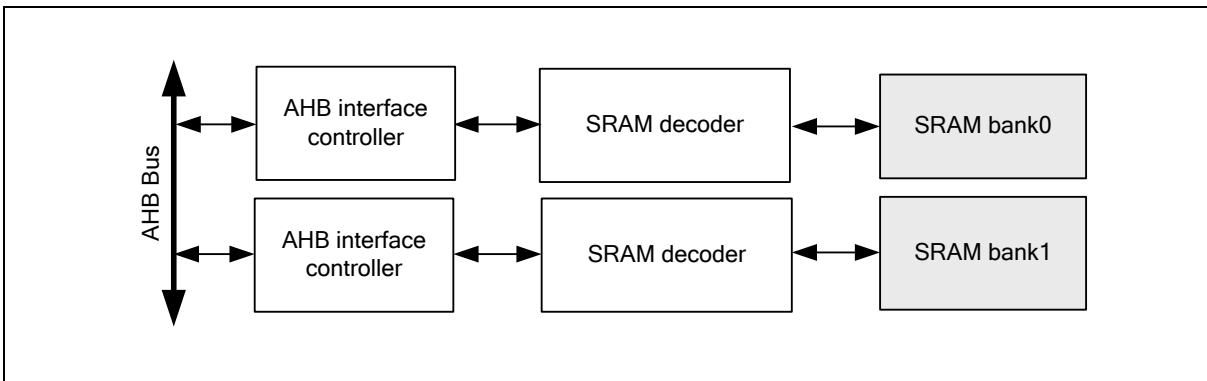 AHB Bus
AHB interface
controller
SRAM decoder
SRAM bank0
AHB interface
controller
SRAM decoder
SRAM bank1